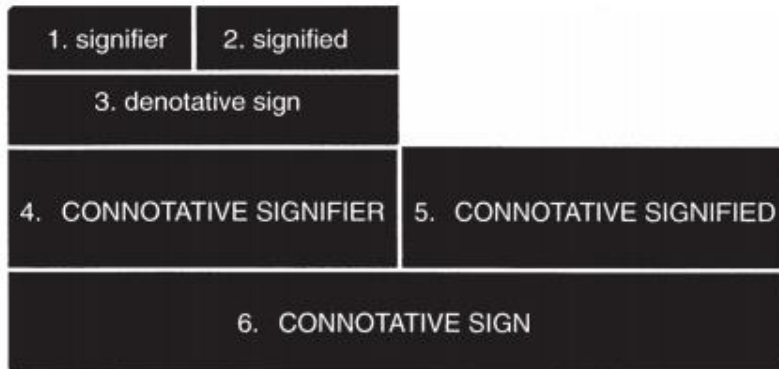 1. signifier
2. signified
3. denotative sign
4. CONNOTATIVE SIGNIFIER
5. CONNOTATIVE SIGNIFIED
6. CONNOTATIVE SIGN